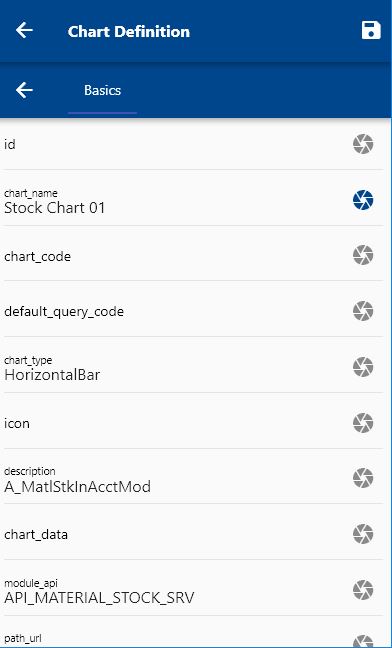 Chart Definition
Basics
id
chart_name
Stock Chart 01
chart_code
default_query_code
chart_type
HorizontalBar
icon
description
A_MatlStkInAcctMod
chart_data
module_api
API_MATERIAL_STOCK_SRV
path_url